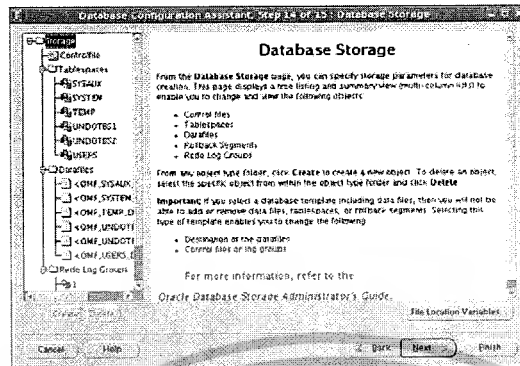 Database Configuration Assistant, Step 14 of 15 : Database Storage
Storage
Controlfile
Tablespaces
SYSAUX
SYSTEM
TEMP
UNDOTBS1
UNDOTBS2
USERS
Datafiles
<OMF_SYSAUX_
<OMF_SYSTEM_
<OMF_TEMP_D
<OMF_UNDOT
<OMF_UNDOT
<OMF_USERS_
Redo Log Groups
1
Create
Delete
Database Storage
From the Database Storage page, you can specify storage parameters for database
creation. This page displays a tree listing and summary view (multi-column lists) to
enable you to change and view the following objects:
Control files
Tablespaces
Datafiles
Rollback Segments
Redo Log Groups
From any object type folder, click Create to create a new object. To delete an object,
select the specific object from within the object type folder and click Delete.
Important: If you select a database template including data files, then you will not be
able to add or remove data files, tablespaces, or rollback segments. Selecting this
type of template enables you to change the following:
Destination of the datafiles
Control files or log groups
For more information, refer to the
Oracle Database Storage Administrator's Guide.
File Location Variables
Cancel
Help
Back
Next
Finish